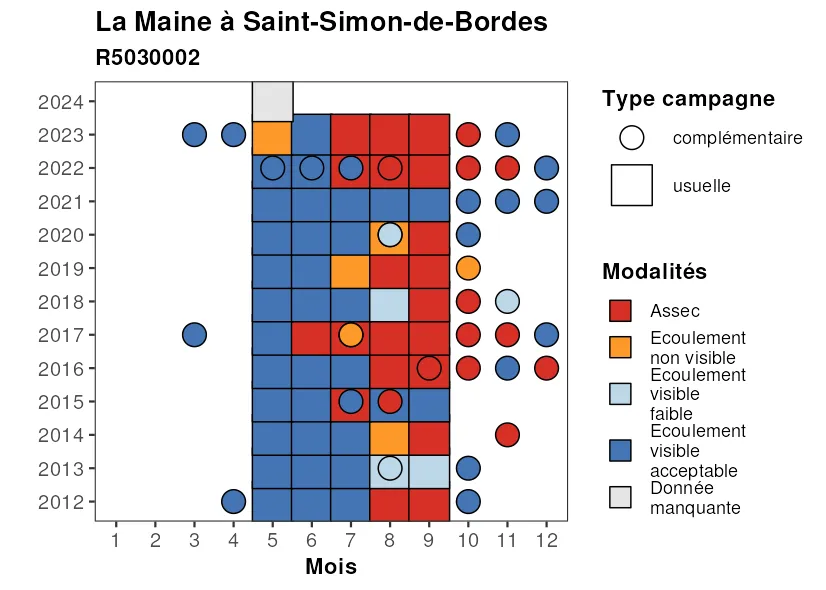 La Maine à Saint-Simon-de-Bordes
R5030002
2024
2023
2022
2021
2020
2019
2018
2017
2016
2015
2014
2013
2012
1 2 3 4 5 6 7 8 9 10 11 12
Mois
Type campagne
complémentaire
usuelle
Modalités
Assec
Ecoulement
non visible
Ecoulement
visible
faible
Ecoulement
visible
acceptable
Donnée
manquante